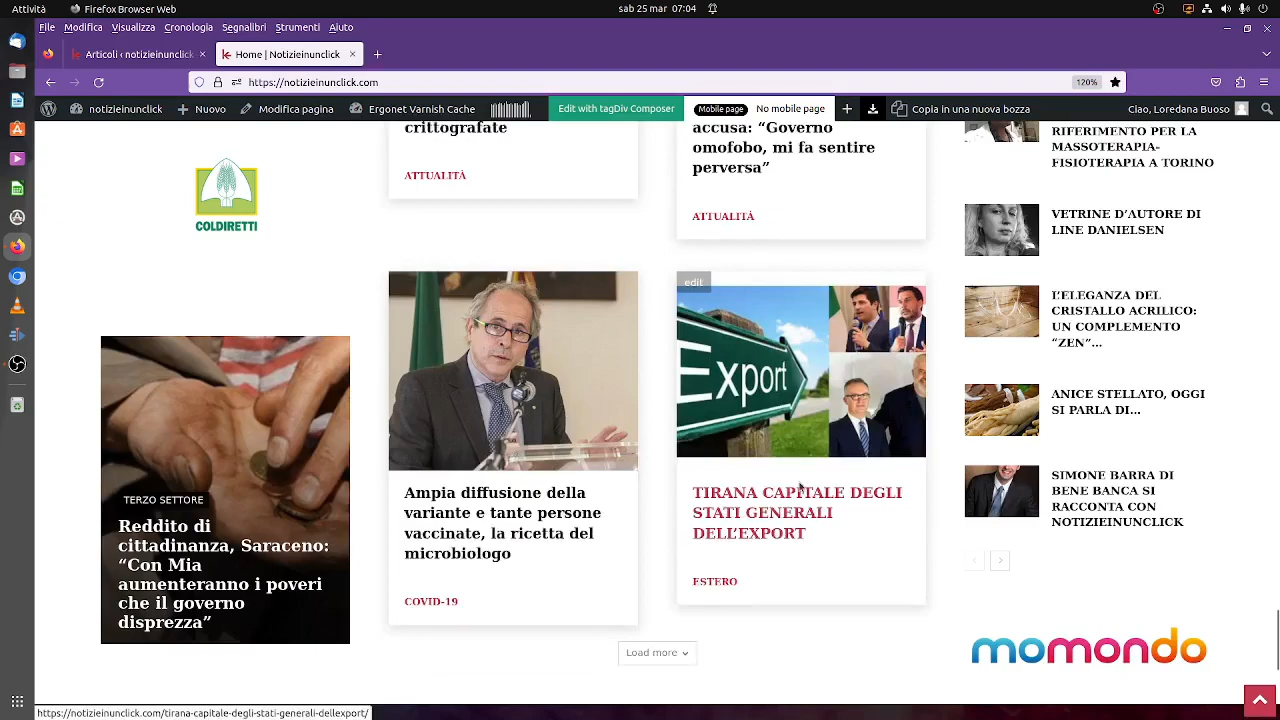 sab 25 mar 07:04
File Modifica Visualizza Cronologia Segnalibri Strumenti Aiuto
Articoli ‹ notizieinunclick
Home - Notizieinunclick.com
https://notizieinunclick.com
120%
notizieinunclick
Nuovo
Modifica pagina
Ergonet Varnish Cache
Edit with tagDiv Composer
Mobile page
No mobile page
Copia in una nuova bozza
Ciao, Loredana Buoso
COLDIRETTI
TERZO SETTORE
Reddito di
cittadinanza, Saraceno:
“Con Mia
aumenteranno i poveri
che il governo
disprezza”
crittografate
ATTUALITÀ
accusa: “Governo
omofobo, mi fa sentire
perversa”
ATTUALITÀ
Ampia diffusione della
variante e tante persone
vaccinate, la ricetta del
microbiologo
COVID-19
edit
Export
TIRANA CAPITALE DEGLI
STATI GENERALI
DELL’EXPORT
ESTERO
Load more
RIFERIMENTO PER LA
MASSOTERAPIA-
FISIOTERAPIA A TORINO
VETRINE D’AUTORE DI
LINE DANIELSEN
L’ELEGANZA DEL
CRISTALLO ACRILICO:
UN COMPLEMENTO
“ZEN”…
ANICE STELLATO, OGGI
SI PARLA DI…
SIMONE BARRA DI
BENE BANCA SI
RACCONTA CON
NOTIZIEINUNCLICK
momondo
https://notizieinunclick.com/tirana-capitale-degli-stati-generali-dellexport/